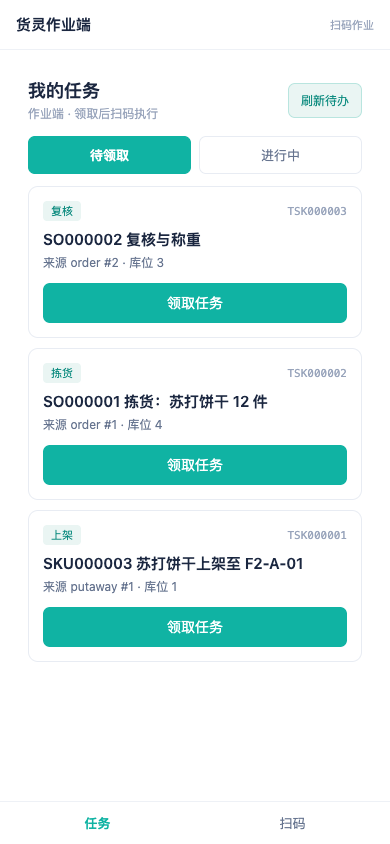 货灵作业端
扫码作业
我的任务
作业端 · 领取后扫码执行
刷新待办
待领取
进行中
复核
TSK000003
SO000002 复核与称重
来源 order #2 · 库位 3
领取任务
拣货
TSK000002
SO000001 拣货：苏打饼干 12 件
来源 order #1 · 库位 4
领取任务
上架
TSK000001
SKU000003 苏打饼干上架至 F2-A-01
来源 putaway #1 · 库位 1
领取任务
任务
扫码